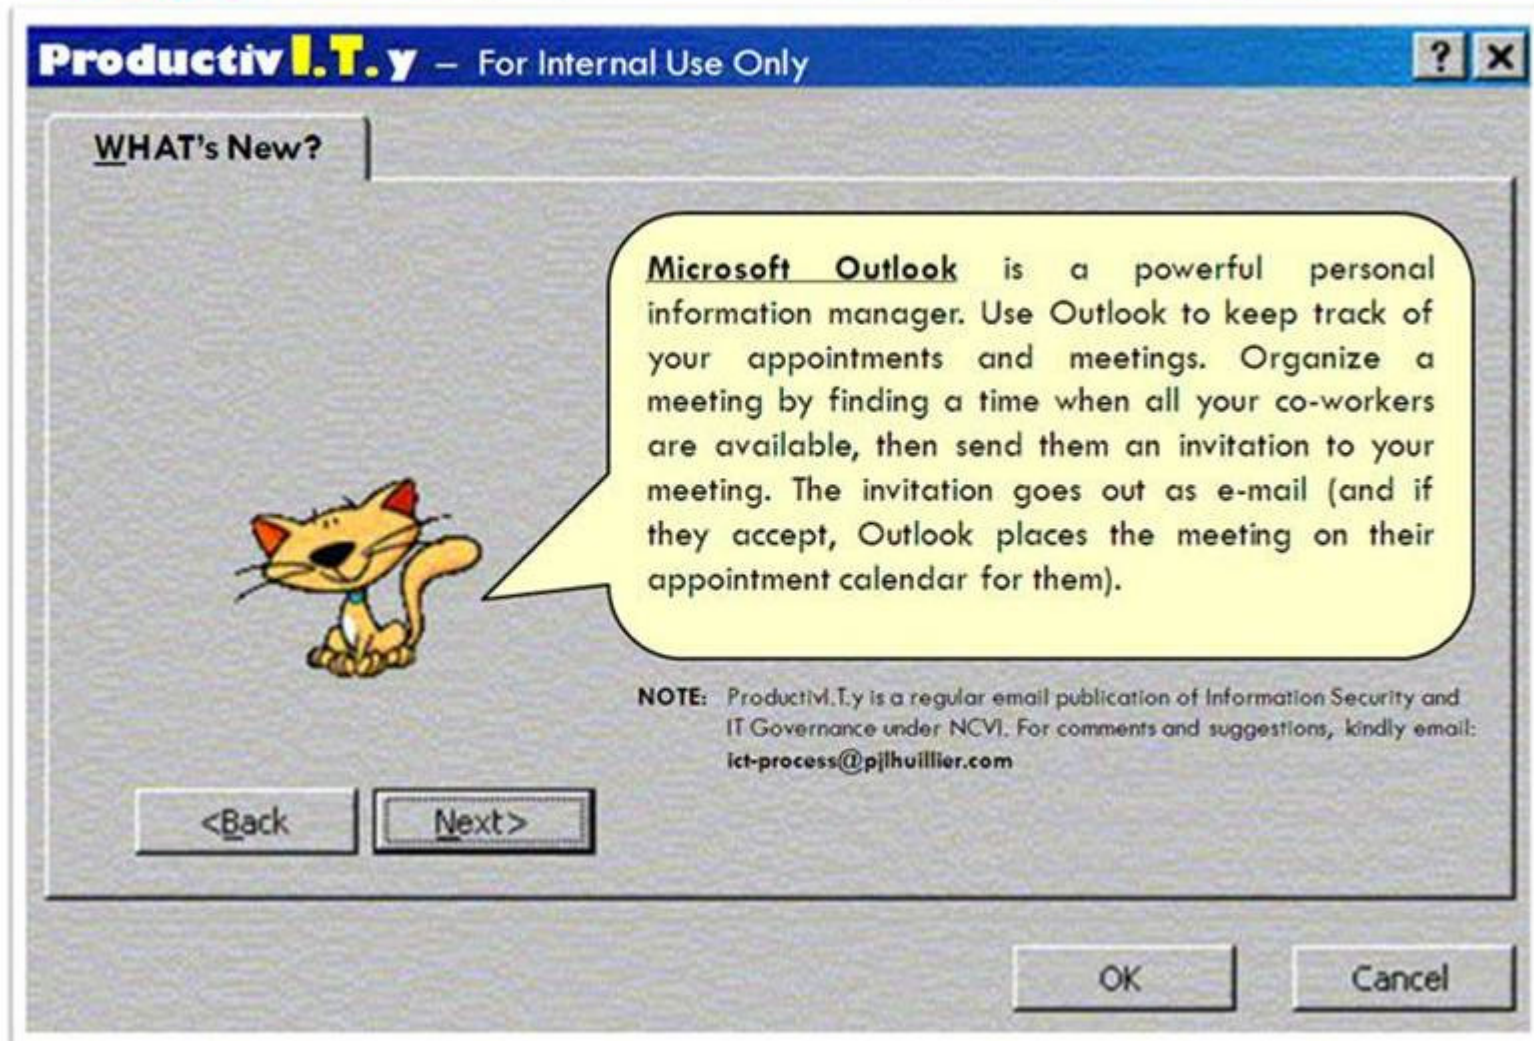 ProductivI.T.y – For Internal Use Only
? X
WHAT's New?
Microsoft Outlook is a powerful personal
information manager. Use Outlook to keep track of
your appointments and meetings. Organize a
meeting by finding a time when all your co-workers
are available, then send them an invitation to your
meeting. The invitation goes out as e-mail (and if
they accept, Outlook places the meeting on their
appointment calendar for them).
NOTE: ProductivI.T.y is a regular email publication of Information Security and
IT Governance under NCVI. For comments and suggestions, kindly email:
ict-process@pjlhuillier.com
<Back Next>
OK Cancel